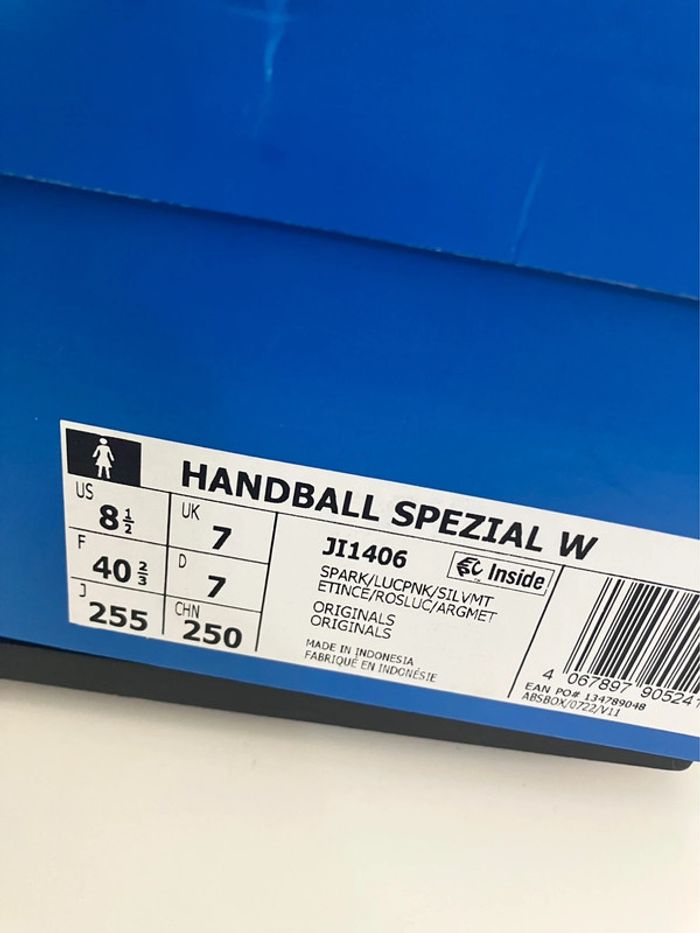 HANDBALL SPEZIAL W
US 8½
UK 7
F 40⅔
D 7
J 255
CHN 250
JI1406
Inside
SPARK/LUCPNK/SILVMT
ETINCE/ROSLUC/ARGMET
ORIGINALS
ORIGINALS
MADE IN INDONESIA
FABRIQUÉ EN INDONÉSIE
4 067897 905241
EAN PO# 134789048
ABSBOX/0722/V11